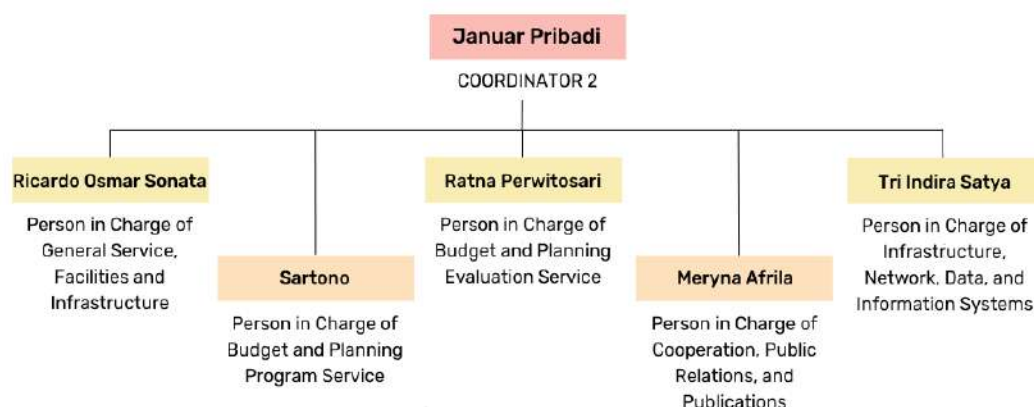 Januar Pribadi
COORDINATOR 2
Ricardo Osmar Sonata
Person in Charge of
General Service,
Facilities and
Infrastructure
Sartono
Person in Charge of
Budget and Planning
Program Service
Ratna Perwitosari
Person in Charge of
Budget and Planning
Evaluation Service
Meryna Afrila
Person in Charge of
Cooperation, Public
Relations, and
Publications
Tri Indira Satya
Person in Charge of
Infrastructure,
Network, Data, and
Information Systems